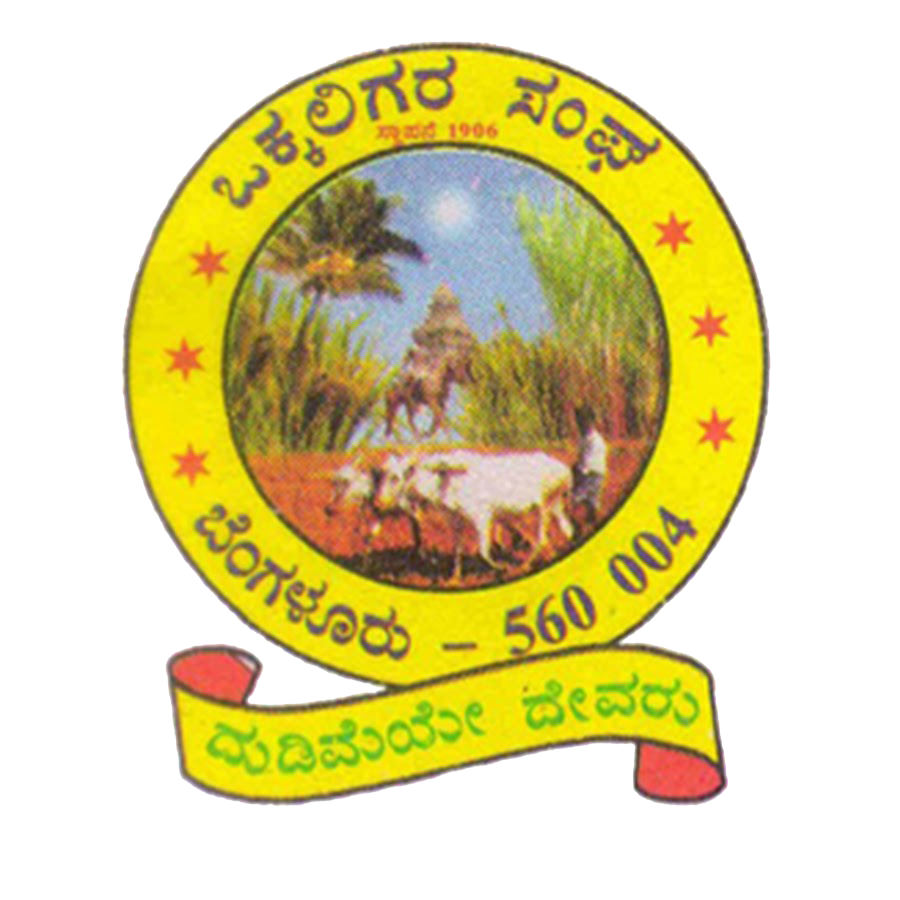 ಒಕ್ಕಲಿಗರ ಸಂಘ
ಸ್ಥಾಪನೆ 1906
ಬೆಂಗಳೂರು – 560 004
ದುಡಿಮೆಯೇ ದೇವರು